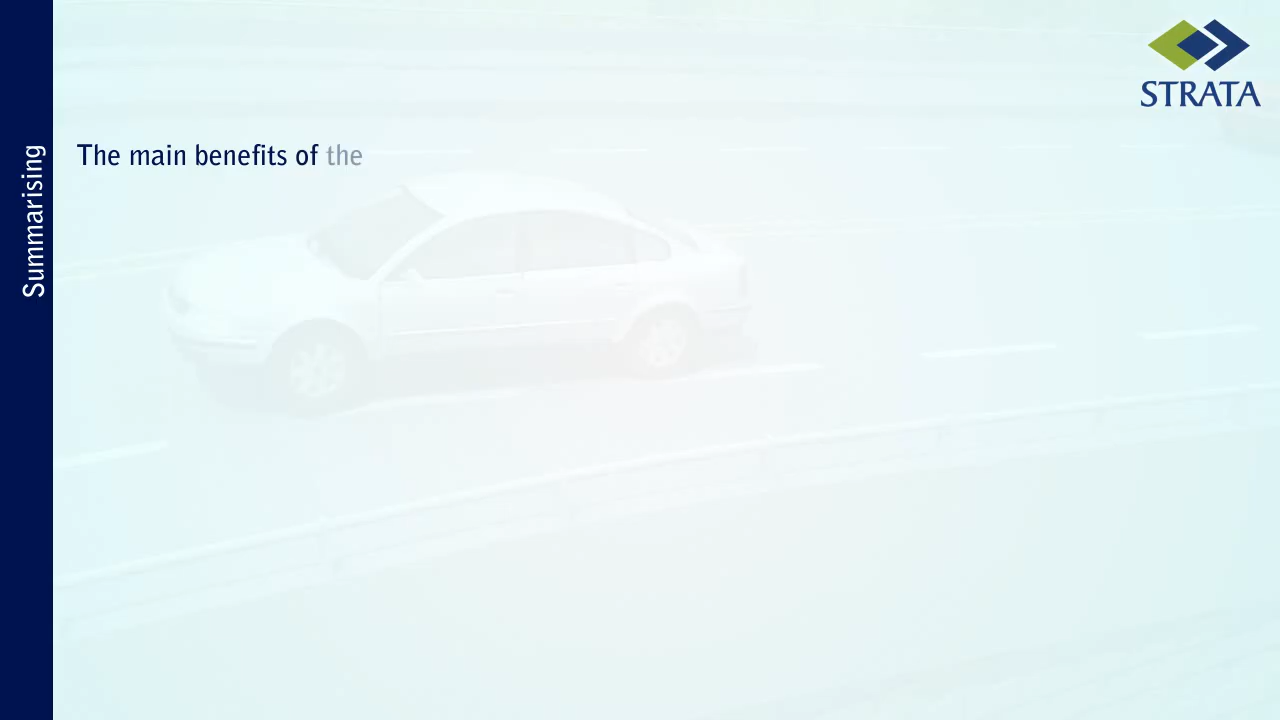 STRATA
Summarising
The main benefits of the